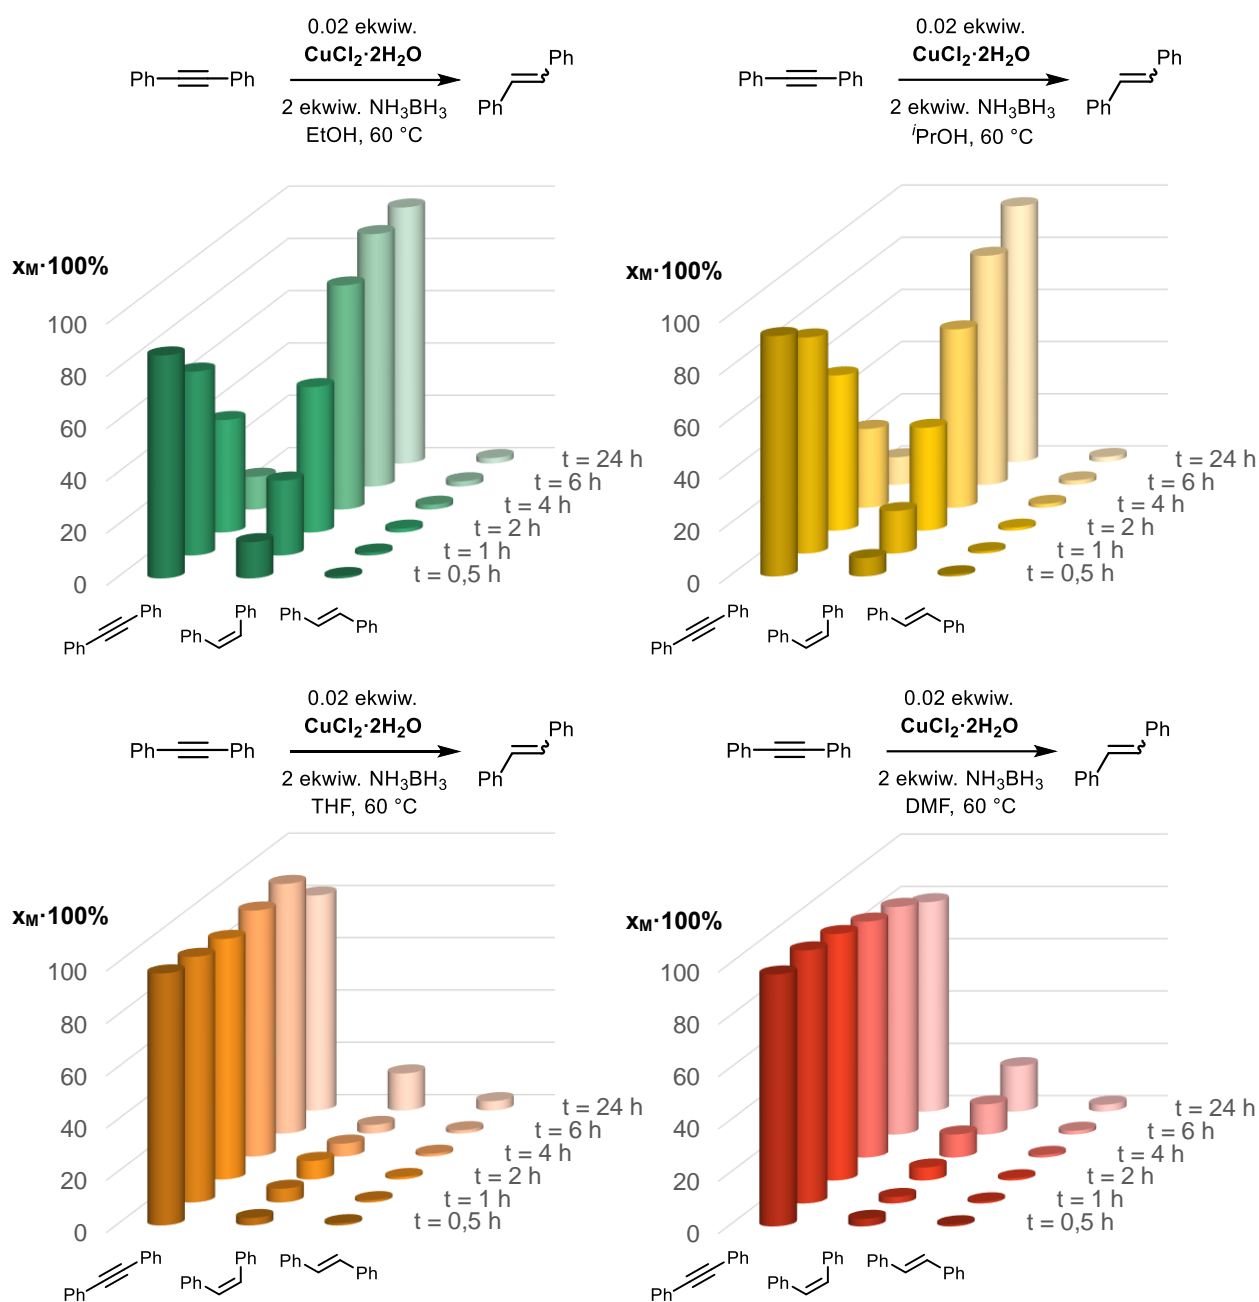 0.02 ekwiw.
CuCl₂·2H₂O
Ph
Ph
Ph
Ph
2 ekwiw. NH₃BH₃
EtOH, 60 °C
0.02 ekwiw.
CuCl₂·2H₂O
Ph
Ph
Ph
Ph
2 ekwiw. NH₃BH₃
ⁱPrOH, 60 °C
xM·100%
100
80
60
40
20
0
t = 24 h
t = 6 h
t = 4 h
t = 2 h
t = 1 h
t = 0,5 h
Ph
Ph
Ph
Ph
Ph
Ph
xM·100%
100
80
60
40
20
0
t = 24 h
t = 6 h
t = 4 h
t = 2 h
t = 1 h
t = 0,5 h
Ph
Ph
Ph
Ph
Ph
Ph
0.02 ekwiw.
CuCl₂·2H₂O
Ph
Ph
Ph
Ph
2 ekwiw. NH₃BH₃
THF, 60 °C
0.02 ekwiw.
CuCl₂·2H₂O
Ph
Ph
Ph
Ph
2 ekwiw. NH₃BH₃
DMF, 60 °C
xM·100%
100
80
60
40
20
0
t = 24 h
t = 6 h
t = 4 h
t = 2 h
t = 1 h
t = 0,5 h
Ph
Ph
Ph
Ph
Ph
Ph
xM·100%
100
80
60
40
20
0
t = 24 h
t = 6 h
t = 4 h
t = 2 h
t = 1 h
t = 0,5 h
Ph
Ph
Ph
Ph
Ph
Ph